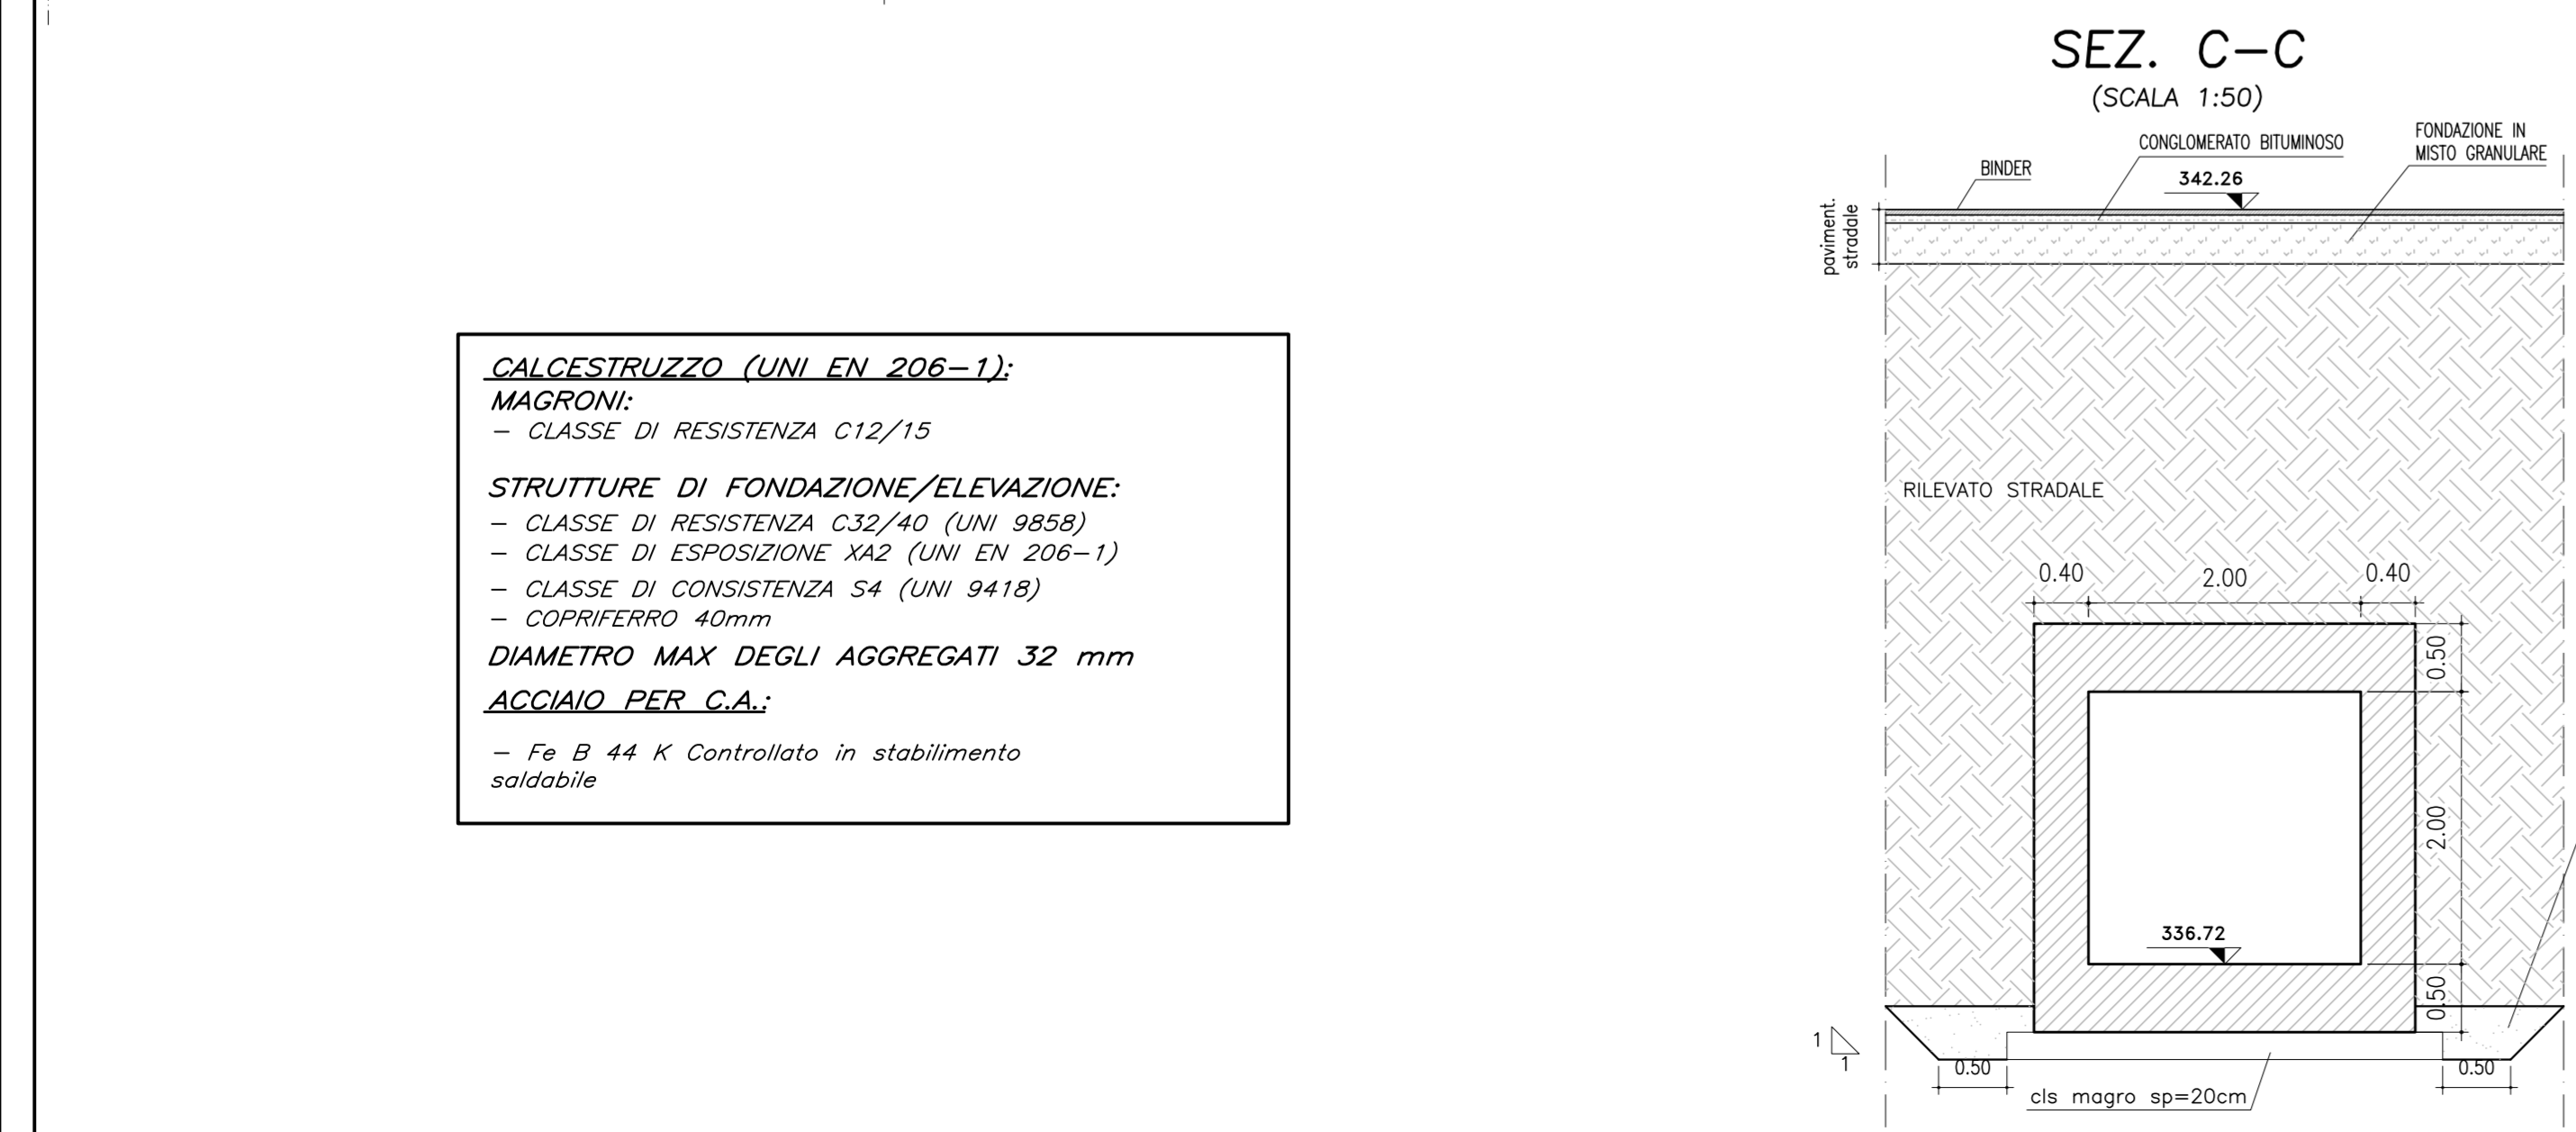 SEZ. C-C
(SCALA 1:50)
FONDAZIONE IN
MISTO GRANULARE
CONGLOMERATO BITUMINOSO
BINDER
342.26
paviment.
stradale
CALCESTRUZZO (UNI EN 206-1):
MAGRONI:
- CLASSE DI RESISTENZA C12/15
STRUTTURE DI FONDAZIONE/ELEVAZIONE:
- CLASSE DI RESISTENZA C32/40 (UNI 9858)
- CLASSE DI ESPOSIZIONE XA2 (UNI EN 206-1)
- CLASSE DI CONSISTENZA S4 (UNI 9418)
- COPRIFERRO 40mm
DIAMETRO MAX DEGLI AGGREGATI 32 mm
ACCIAIO PER C.A.:
- Fe B 44 K Controllato in stabilimento
saldabile
RILEVATO STRADALE
0.40
2.00
0.40
0.50
2.00
336.72
0.50
1
1
0.50
0.50
cls magro sp=20cm